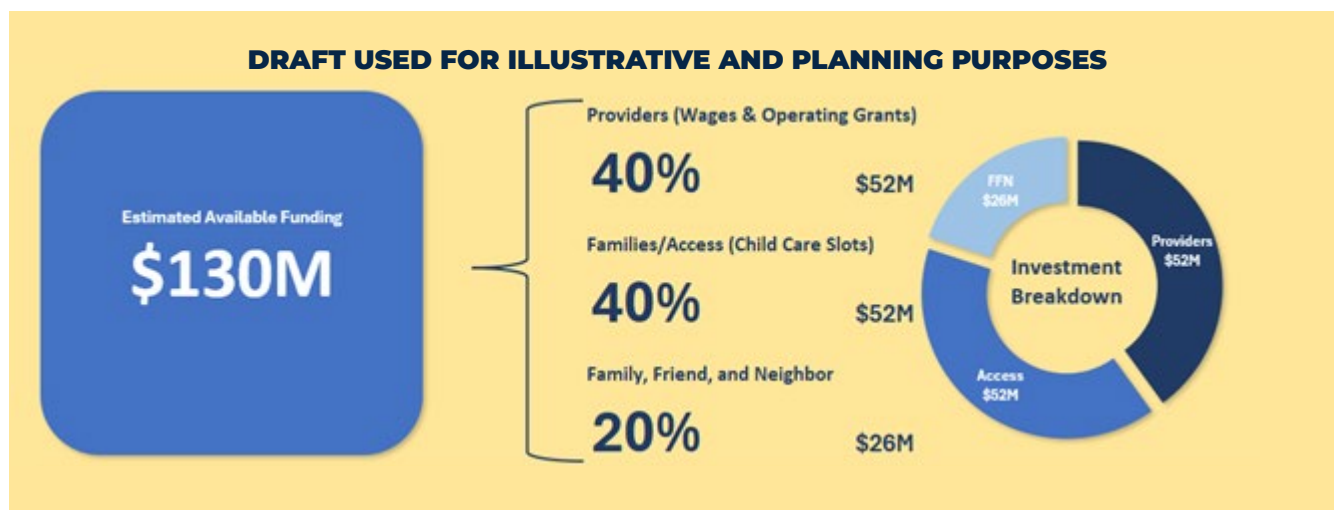 DRAFT USED FOR ILLUSTRATIVE AND PLANNING PURPOSES
Estimated Available Funding
$130M
Providers (Wages & Operating Grants)
40% $52M
Families/Access (Child Care Slots)
40% $52M
Family, Friend, and Neighbor
20% $26M
FFN
$26M
Providers
$52M
Investment
Breakdown
Access
$52M